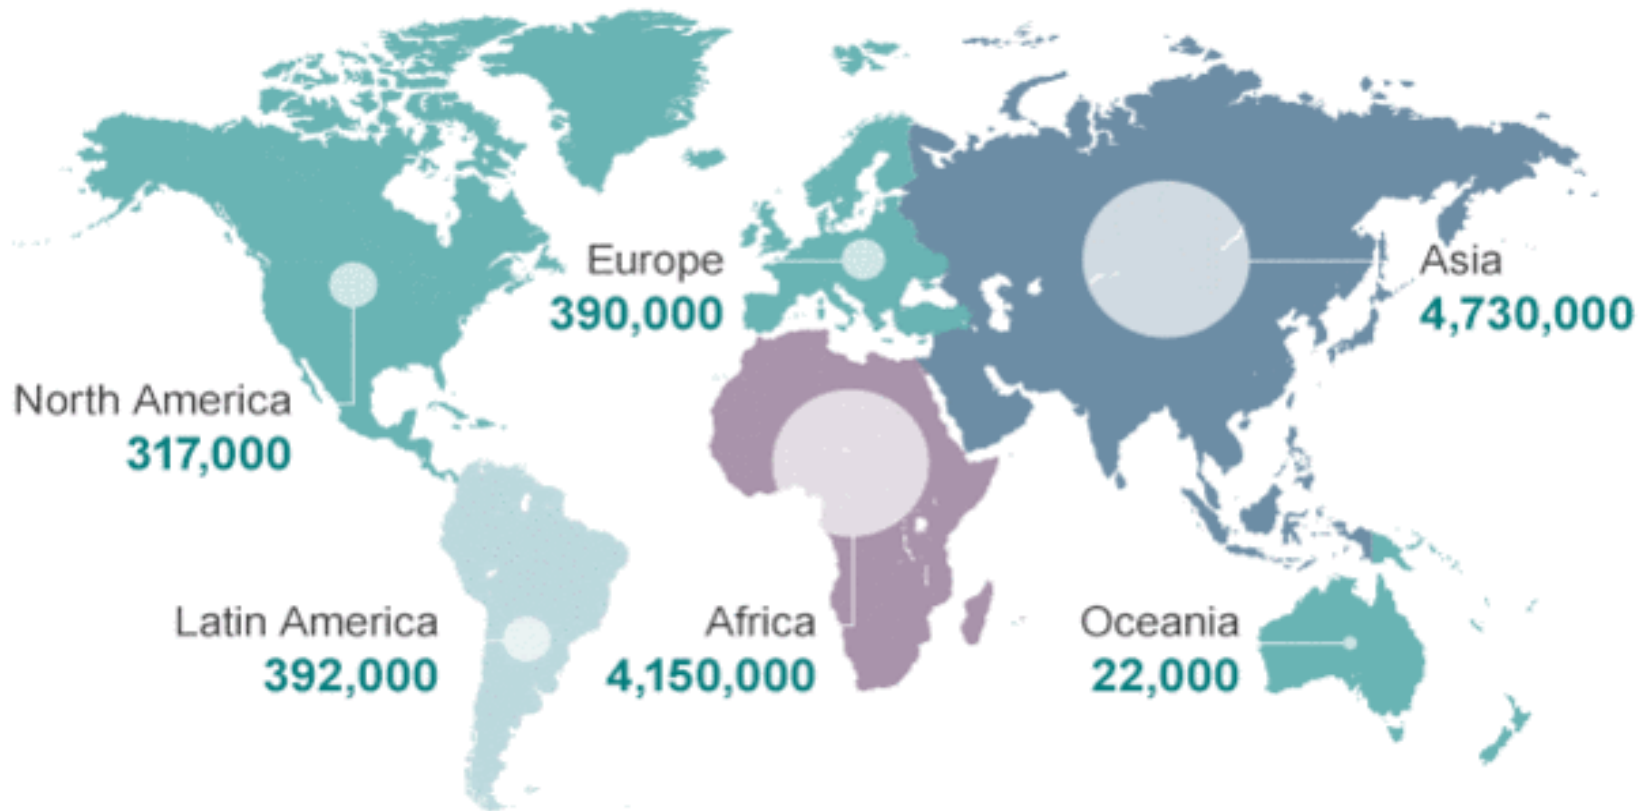 Europe
390,000
Asia
4,730,000
North America
317,000
Latin America
392,000
Africa
4,150,000
Oceania
22,000